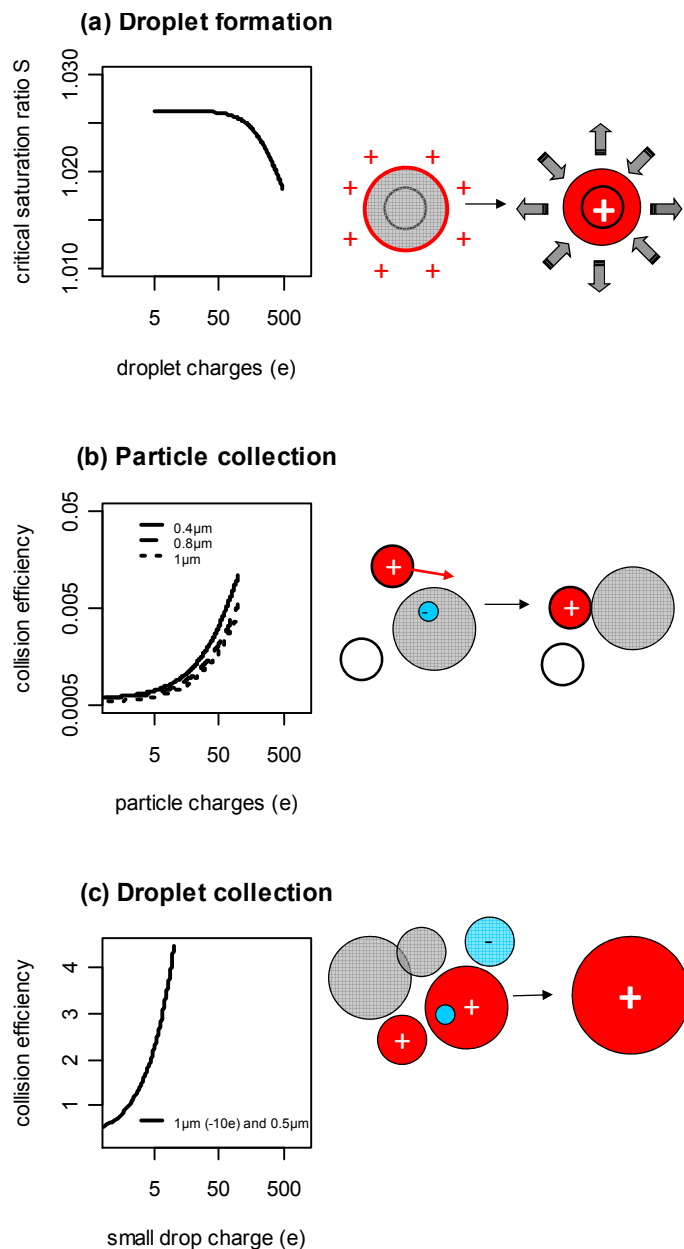 (a) Droplet formation
critical saturation ratio S
1.030
1.020
1.010
5 50 500
droplet charges (e)
+ + + + + + + +
+
(b) Particle collection
collision efficiency
0.05
0.005
0.0005
0.4µm
0.8µm
1µm
5 50 500
particle charges (e)
+
-
+
(c) Droplet collection
collision efficiency
4
3
2
1
1µm (-10e) and 0.5µm
5 50 500
small drop charge (e)
-
+
+
+